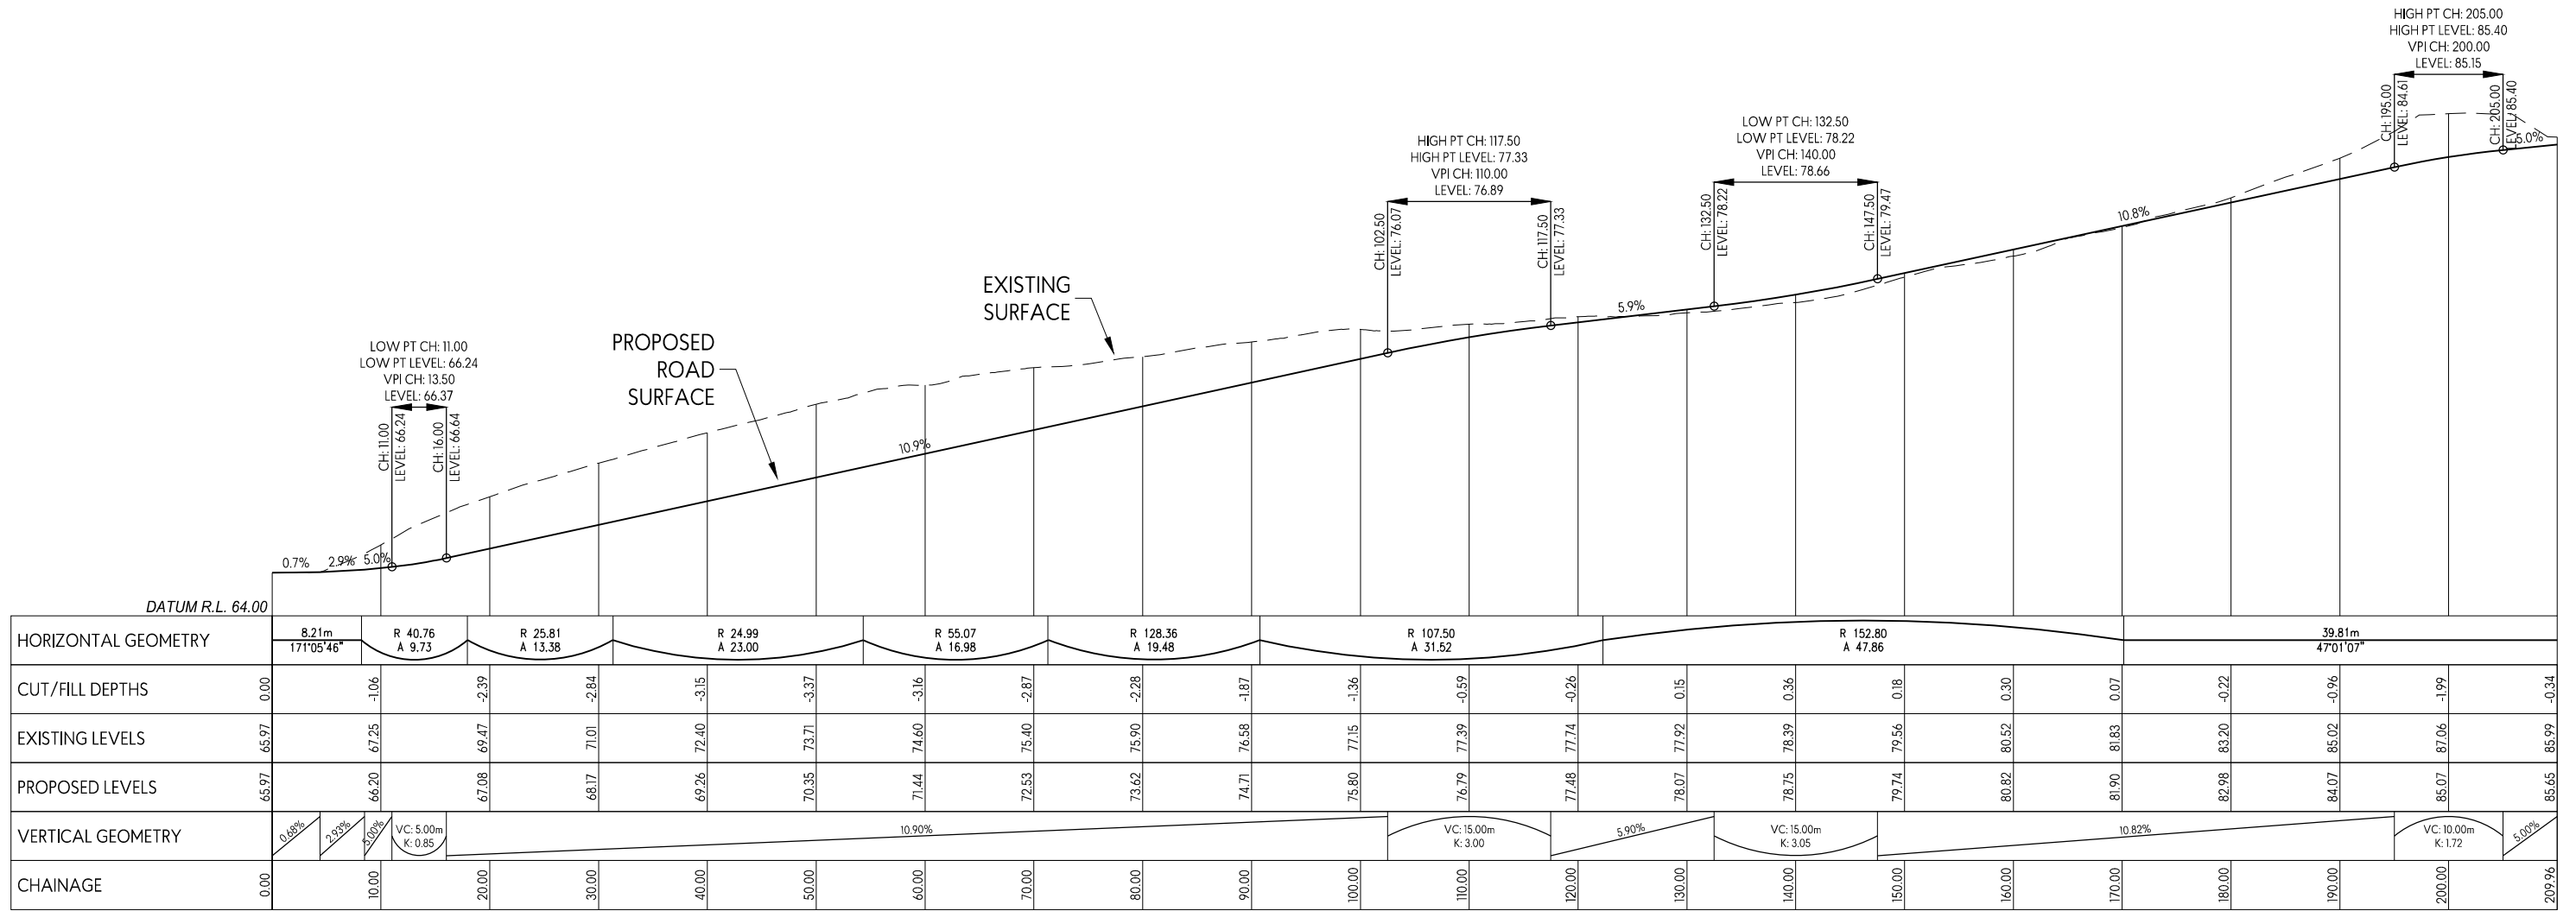 HIGH PT CH: 205.00
HIGH PT LEVEL: 85.40
VPI CH: 200.00
LEVEL: 85.15
CH: 195.00
LEVEL: 84.61
CH: 205.00
LEVEL: 85.40
5.0%
LOW PT CH: 132.50
LOW PT LEVEL: 78.22
VPI CH: 140.00
LEVEL: 78.66
CH: 132.50
LEVEL: 78.22
CH: 147.50
LEVEL: 79.47
10.8%
HIGH PT CH: 117.50
HIGH PT LEVEL: 77.33
VPI CH: 110.00
LEVEL: 76.89
CH: 102.50
LEVEL: 76.07
CH: 117.50
LEVEL: 77.33
5.9%
EXISTING
SURFACE
PROPOSED
ROAD
SURFACE
10.9%
LOW PT CH: 11.00
LOW PT LEVEL: 66.24
VPI CH: 13.50
LEVEL: 66.37
CH: 11.00
LEVEL: 66.24
CH: 16.00
LEVEL: 66.64
0.7% 2.9% 5.0%
DATUM R.L. 64.00
HORIZONTAL GEOMETRY
8.21m
171°05'46"
R 40.76
A 9.73
R 25.81
A 13.38
R 24.99
A 23.00
R 55.07
A 16.98
R 128.36
A 19.48
R 107.50
A 31.52
R 152.80
A 47.86
39.81m
47°01'07"
CUT/FILL DEPTHS 0.00 -1.06 -2.39 -2.84 -3.15 -3.37 -3.16 -2.87 -2.28 -1.87 -1.36 -0.59 -0.26 0.15 0.36 0.18 0.30 0.07 -0.22 -0.96 -1.99 -0.34
EXISTING LEVELS 65.97 67.25 69.47 71.01 72.40 73.71 74.60 75.40 75.90 76.58 77.15 77.39 77.74 77.92 78.39 79.56 80.52 81.83 83.20 85.02 87.06 85.99
PROPOSED LEVELS 65.97 66.20 67.08 68.17 69.26 70.35 71.44 72.53 73.62 74.71 75.80 76.79 77.48 78.07 78.75 79.74 80.82 81.90 82.98 84.07 85.07 85.65
VERTICAL GEOMETRY
0.68%
2.93%
5.00%
VC: 5.00m
K: 0.85
10.90%
VC: 15.00m
K: 3.00
5.90%
VC: 15.00m
K: 3.05
10.82%
VC: 10.00m
K: 1.72
5.00%
CHAINAGE 0.00 10.00 20.00 30.00 40.00 50.00 60.00 70.00 80.00 90.00 100.00 110.00 120.00 130.00 140.00 150.00 160.00 170.00 180.00 190.00 200.00 209.96